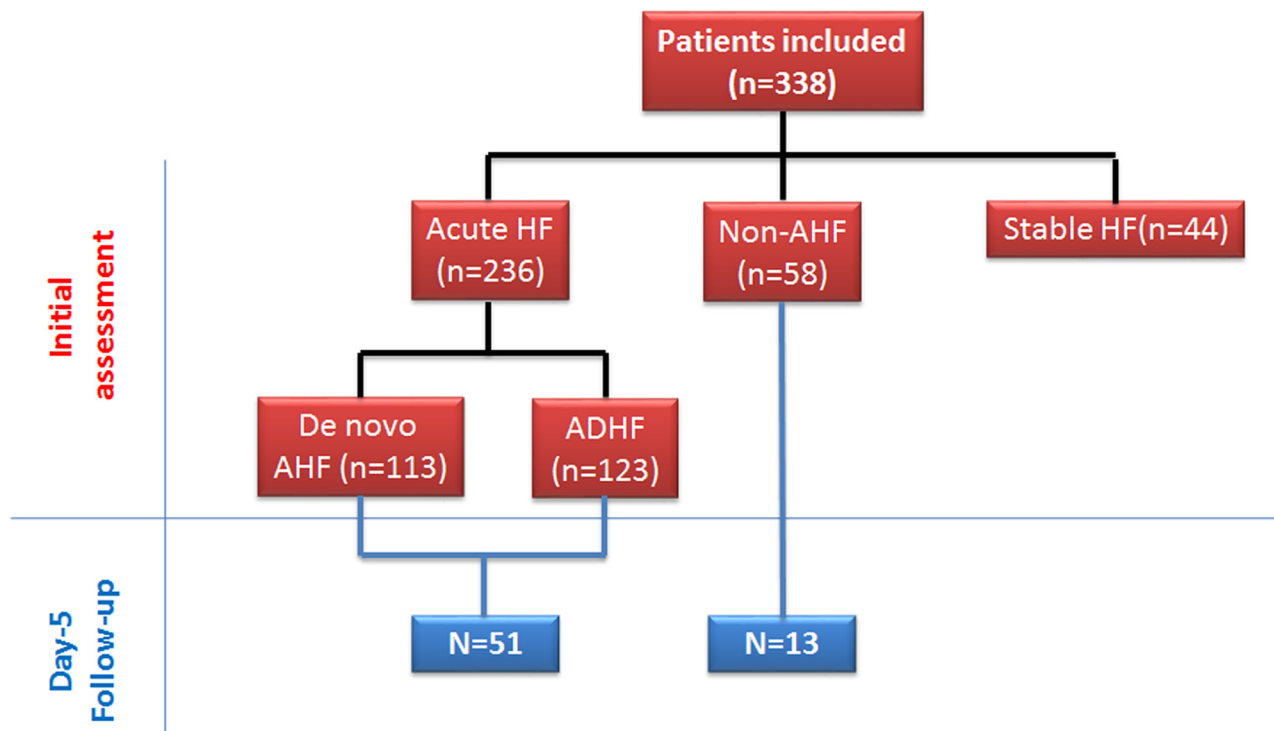 Patients included
(n=338)
Initial
assessment
Acute HF
(n=236)
Non-AHF
(n=58)
Stable HF(n=44)
De novo
AHF (n=113)
ADHF
(n=123)
Day-5
Follow-up
N=51
N=13